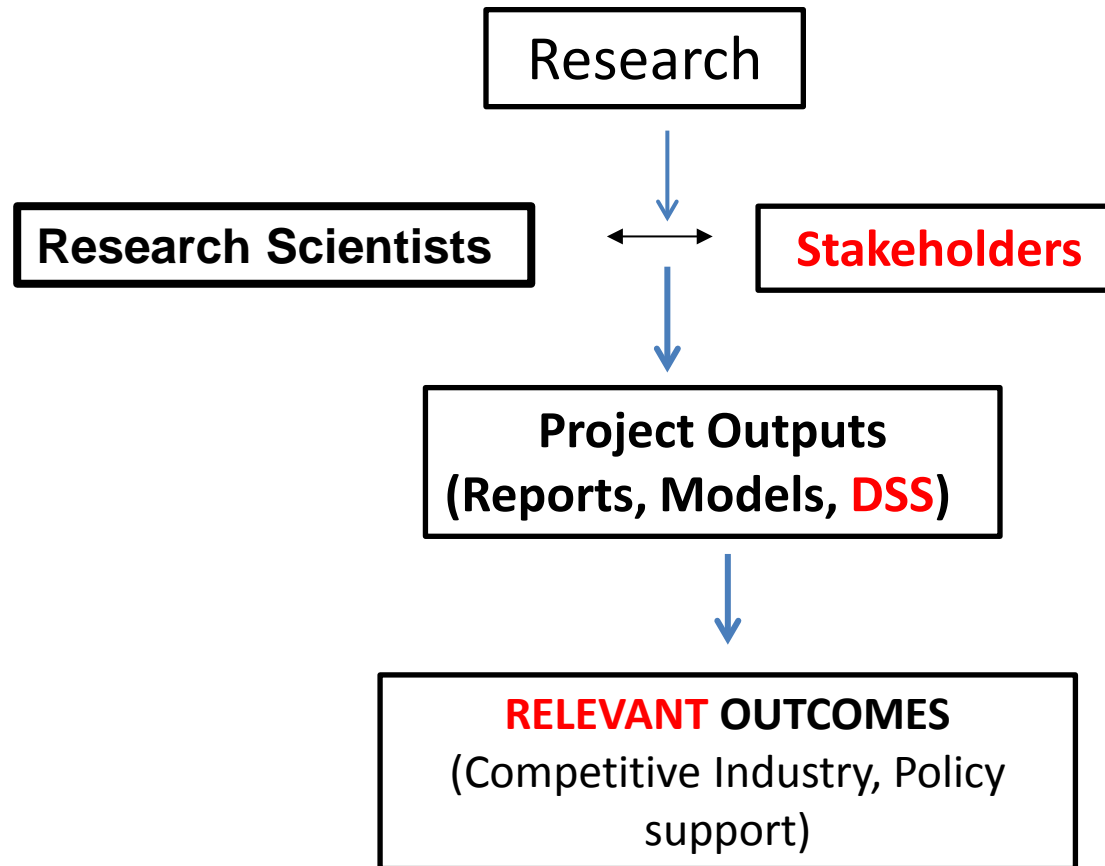 Research
Research Scientists
Stakeholders
Project Outputs
(Reports, Models, DSS)
RELEVANT OUTCOMES
(Competitive Industry, Policy
support)